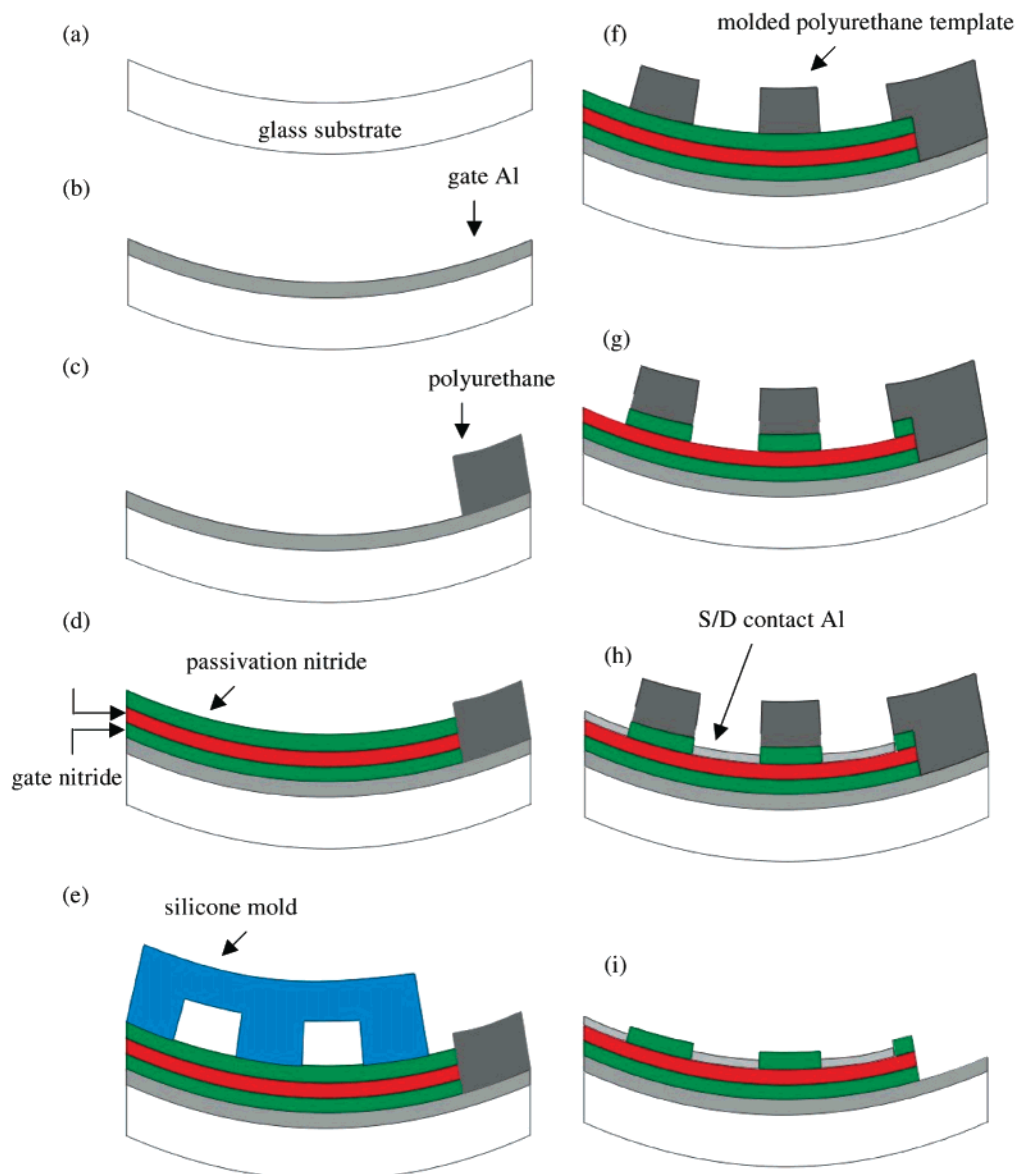 (a)
glass substrate
(b)
gate Al
(c)
polyurethane
(d)
passivation nitride
gate nitride
(e)
silicone mold
(f)
molded polyurethane template
(g)
(h)
S/D contact Al
(i)